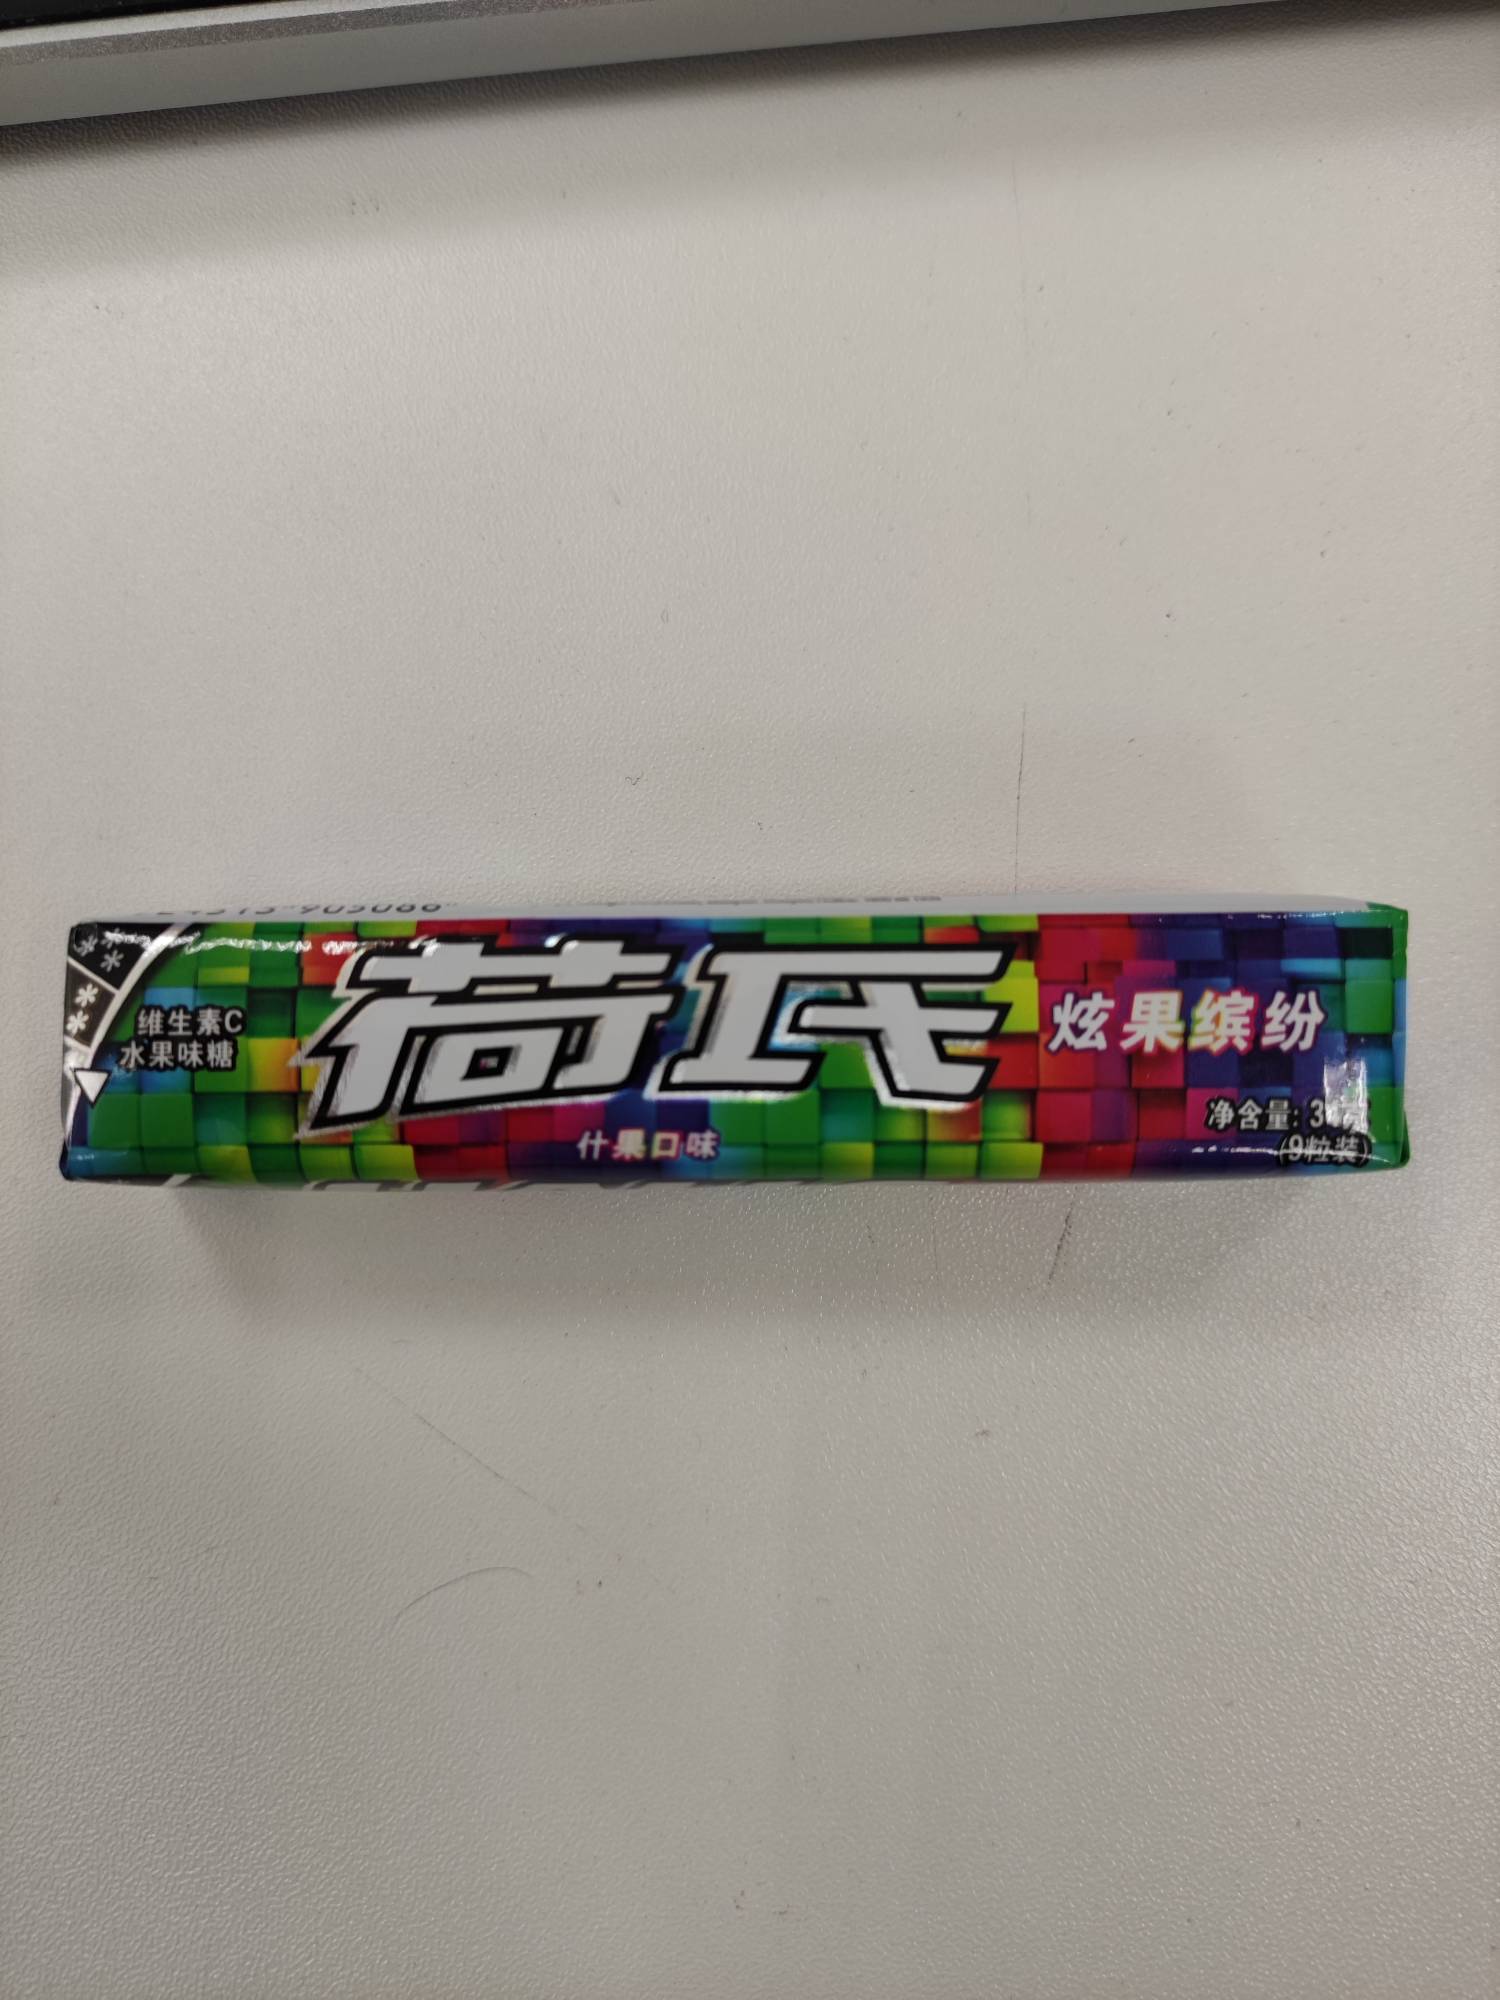 维生素C
水果味糖
荷氏
炫果缤纷
什果口味
净含量:
(9粒装)